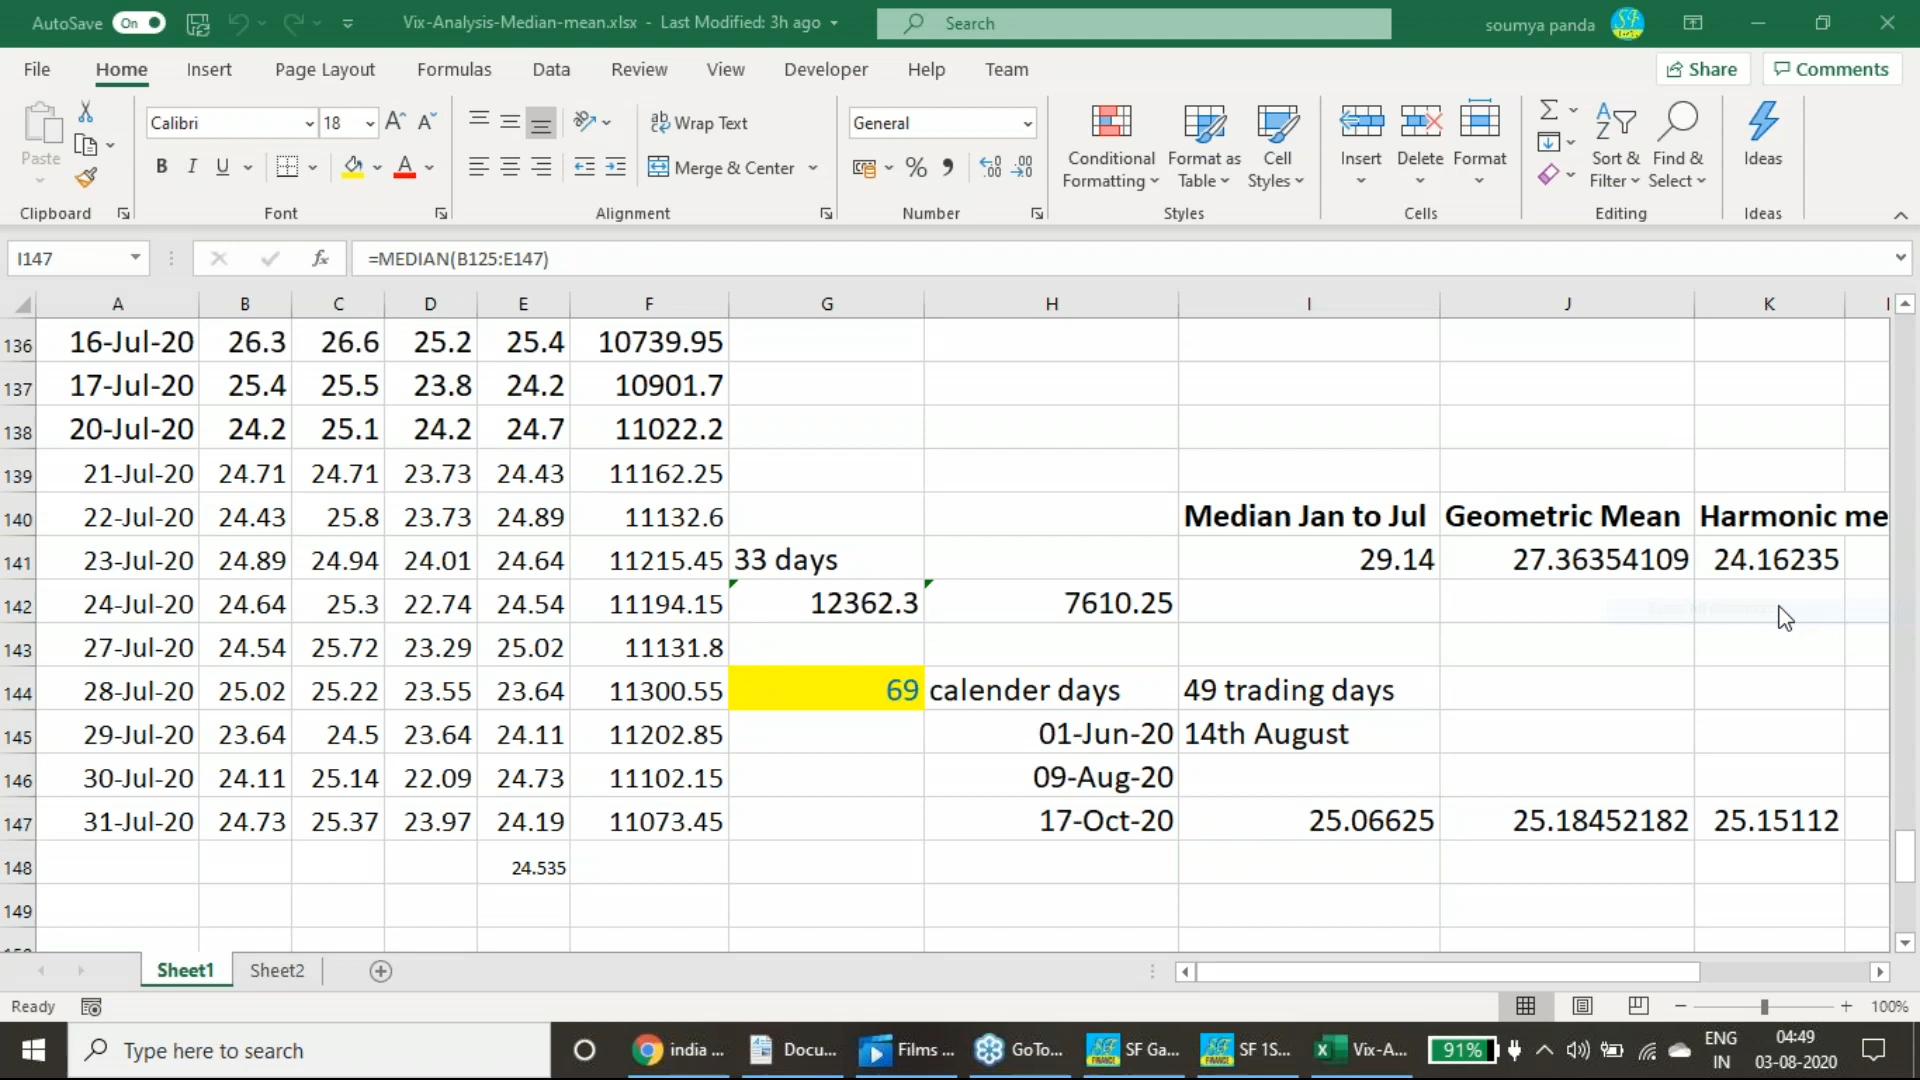 AutoSave On Vix-Analysis-Median-mean.xlsx - Last Modified: 3h ago Search soumya panda
File Home Insert Page Layout Formulas Data Review View Developer Help Team Share Comments
Paste Calibri 18 A A Wrap Text General Conditional Formatting Format as Table Cell Styles Insert Delete Format Sort & Filter Find & Select Ideas
B I U A Merge & Center % ,
Clipboard Font Alignment Number Styles Cells Editing Ideas
I147 fx =MEDIAN(B125:E147)
A B C D E F G H I J K
136 16-Jul-20 26.3 26.6 25.2 25.4 10739.95
137 17-Jul-20 25.4 25.5 23.8 24.2 10901.7
138 20-Jul-20 24.2 25.1 24.2 24.7 11022.2
139 21-Jul-20 24.71 24.71 23.73 24.43 11162.25
140 22-Jul-20 24.43 25.8 23.73 24.89 11132.6 Median Jan to Jul Geometric Mean Harmonic me
141 23-Jul-20 24.89 24.94 24.01 24.64 11215.45 33 days 29.14 27.36354109 24.16235
142 24-Jul-20 24.64 25.3 22.74 24.54 11194.15 12362.3 7610.25
143 27-Jul-20 24.54 25.72 23.29 25.02 11131.8
144 28-Jul-20 25.02 25.22 23.55 23.64 11300.55 69 calender days 49 trading days
145 29-Jul-20 23.64 24.5 23.64 24.11 11202.85 01-Jun-20 14th August
146 30-Jul-20 24.11 25.14 22.09 24.73 11102.15 09-Aug-20
147 31-Jul-20 24.73 25.37 23.97 24.19 11073.45 17-Oct-20 25.06625 25.18452182 25.15112
148 24.535
149
Sheet1 Sheet2
Ready 100%
Type here to search india ... Docu... Films ... GoTo... SF Ga... SF 1S... Vix-A... 91% ENG IN 04:49 03-08-2020